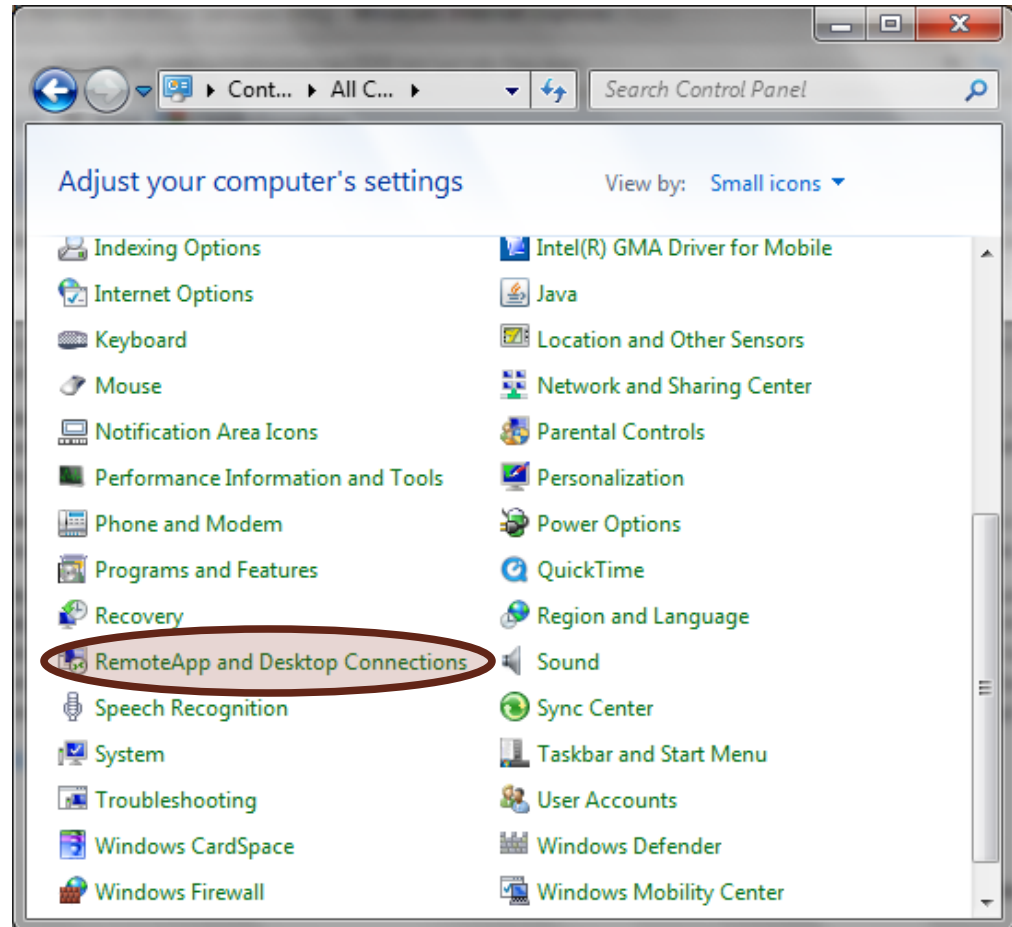 Cont... All C...
Search Control Panel
Adjust your computer's settings
View by: Small icons
Indexing Options
Intel(R) GMA Driver for Mobile
Internet Options
Java
Keyboard
Location and Other Sensors
Mouse
Network and Sharing Center
Notification Area Icons
Parental Controls
Performance Information and Tools
Personalization
Phone and Modem
Power Options
Programs and Features
QuickTime
Recovery
Region and Language
RemoteApp and Desktop Connections
Sound
Speech Recognition
Sync Center
System
Taskbar and Start Menu
Troubleshooting
User Accounts
Windows CardSpace
Windows Defender
Windows Firewall
Windows Mobility Center